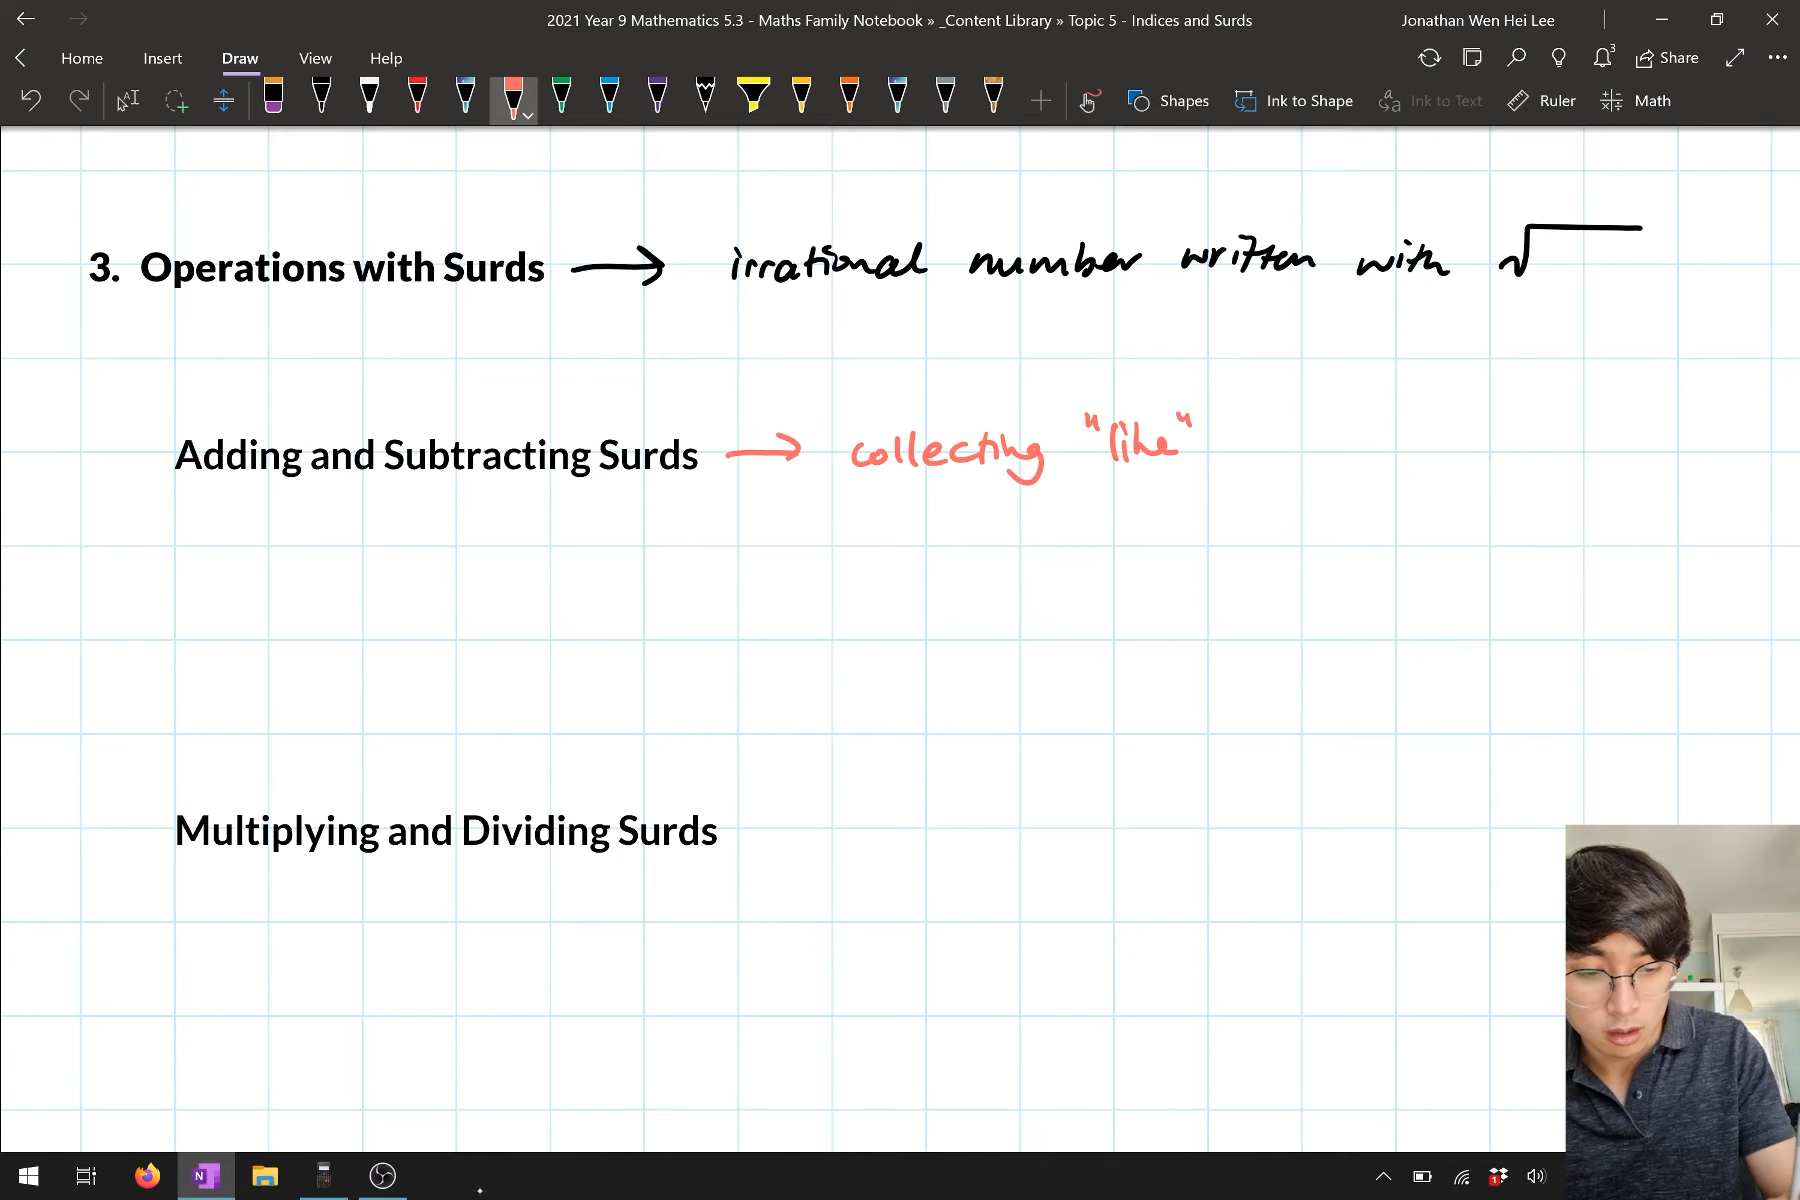 2021 Year 9 Mathematics 5.3 - Maths Family Notebook » _Content Library » Topic 5 - Indices and Surds
Jonathan Wen Hei Lee
Home Insert Draw View Help
3
Share
Shapes Ink to Shape Ink to Text Ruler Math
3. Operations with Surds → irrational number written with √
Adding and Subtracting Surds → collecting "like"
Multiplying and Dividing Surds